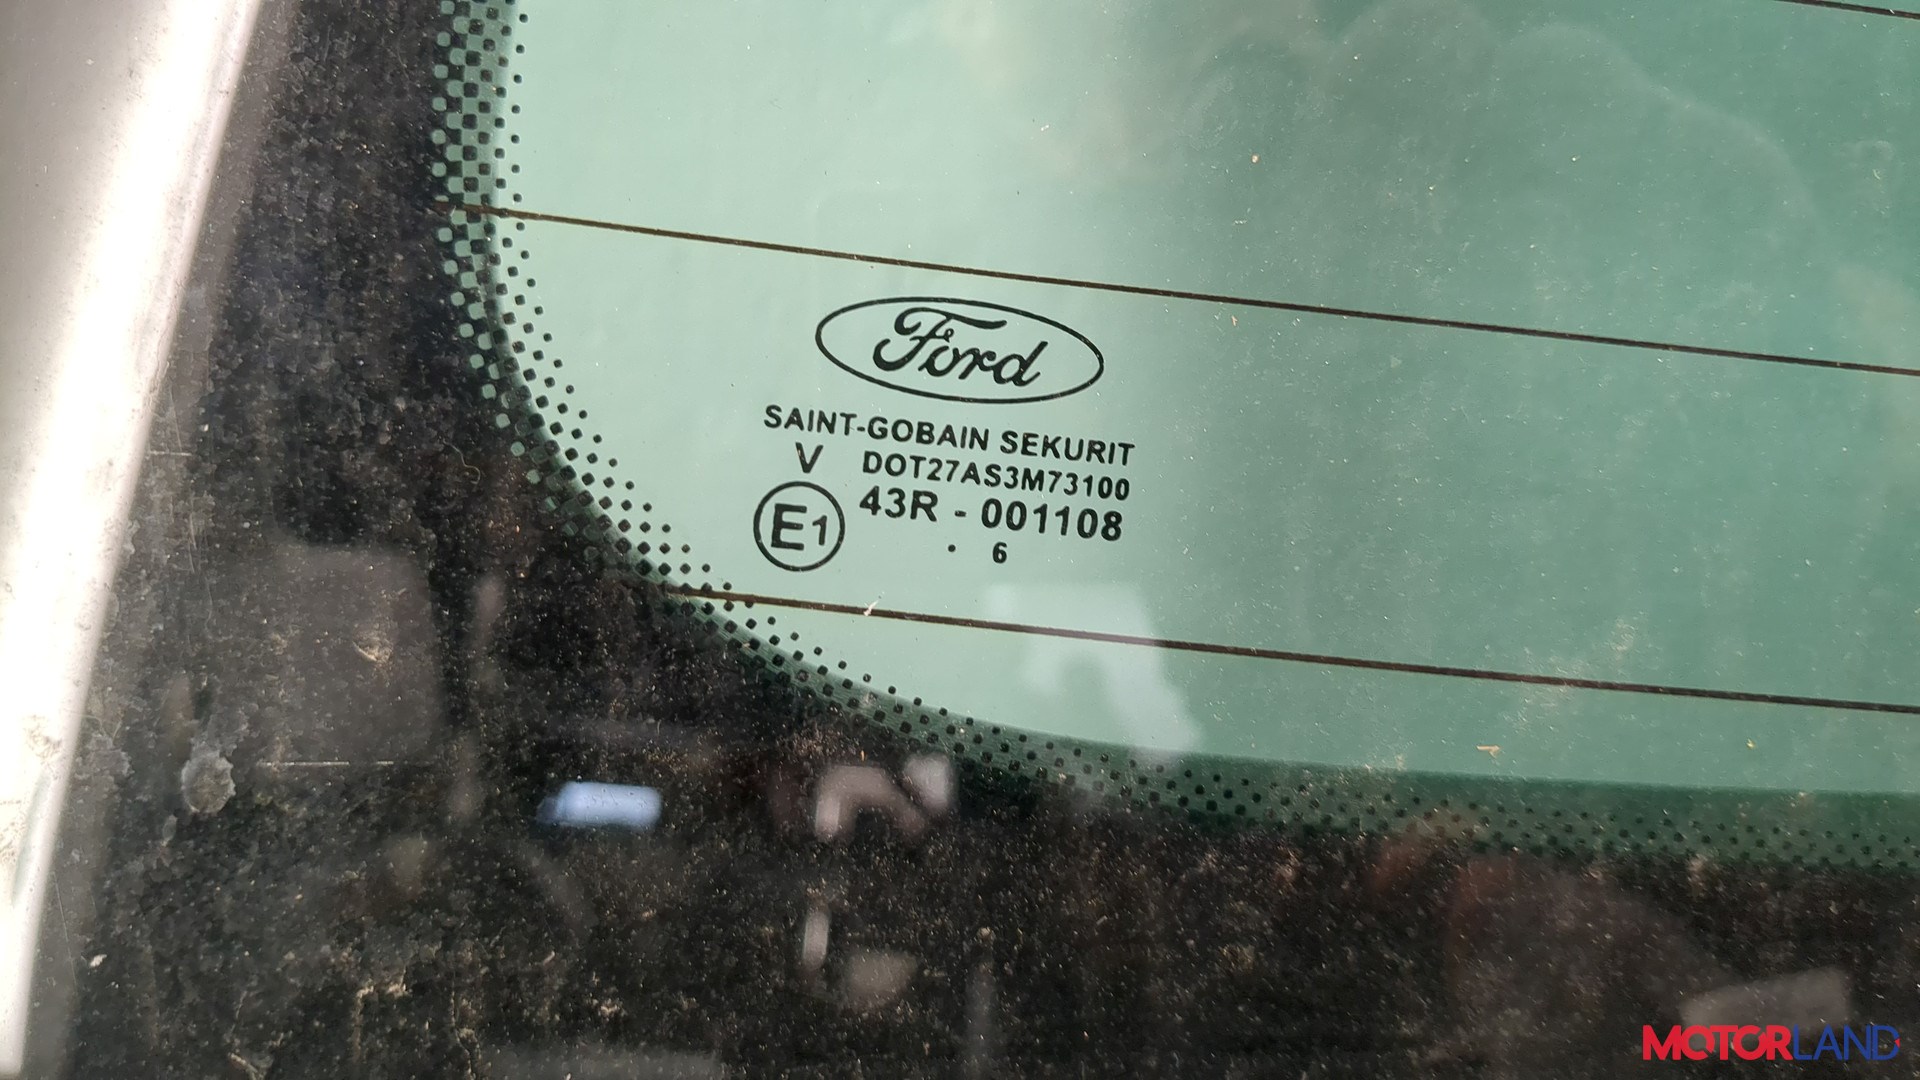 Ford
SAINT-GOBAIN SEKURIT
V DOT27AS3M73100
E1 43R - 001108
. 6
MOTORLAND